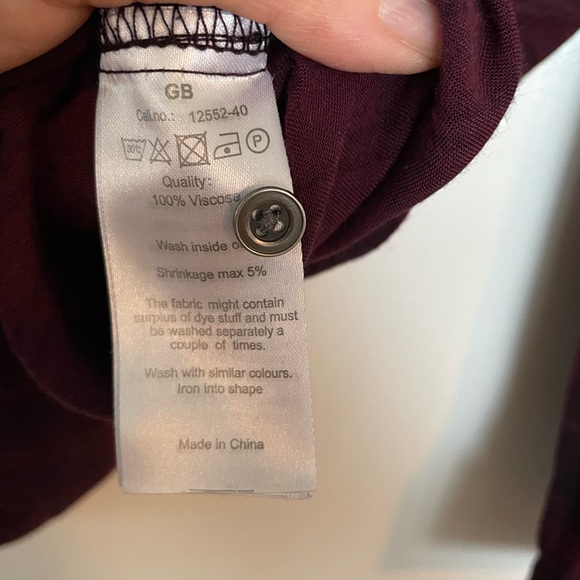 GB
Call.no.: 12552-40
30°C P
Quality:
100% Viscose
Wash inside o
Shrinkage max 5%
The fabric might contain
surplus of dye stuff and must
be washed separately a
couple of times.
Wash with similar colours.
Iron into shape
Made in China